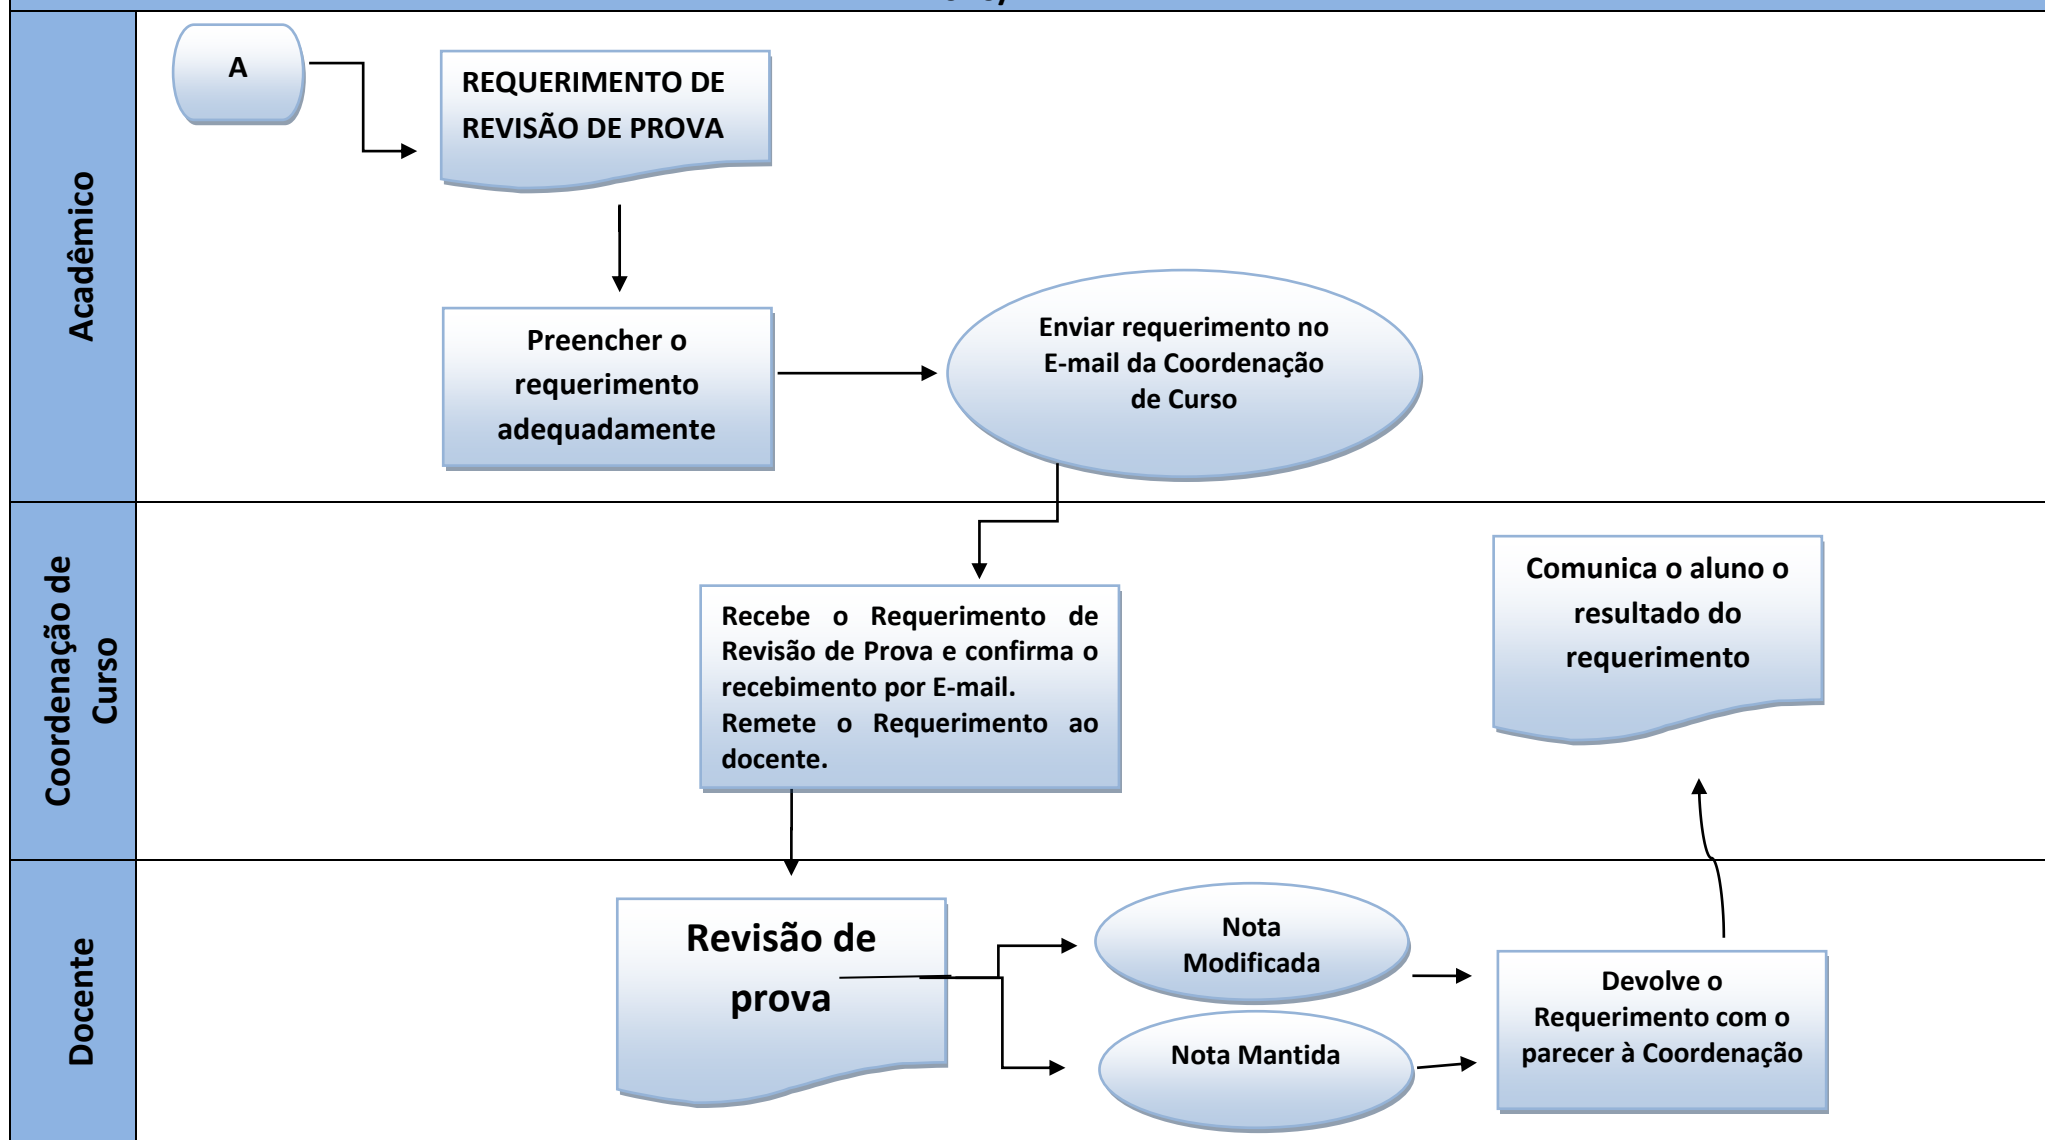 Acadêmico
A
REQUERIMENTO DE
REVISÃO DE PROVA
Preencher o
requerimento
adequadamente
Enviar requerimento no
E-mail da Coordenação
de Curso
Coordenação de
Curso
Recebe o Requerimento de
Revisão de Prova e confirma o
recebimento por E-mail.
Remete o Requerimento ao
docente.
Comunica o aluno o
resultado do
requerimento
Docente
Revisão de
prova
Nota
Modificada
Nota Mantida
Devolve o
Requerimento com o
parecer à Coordenação